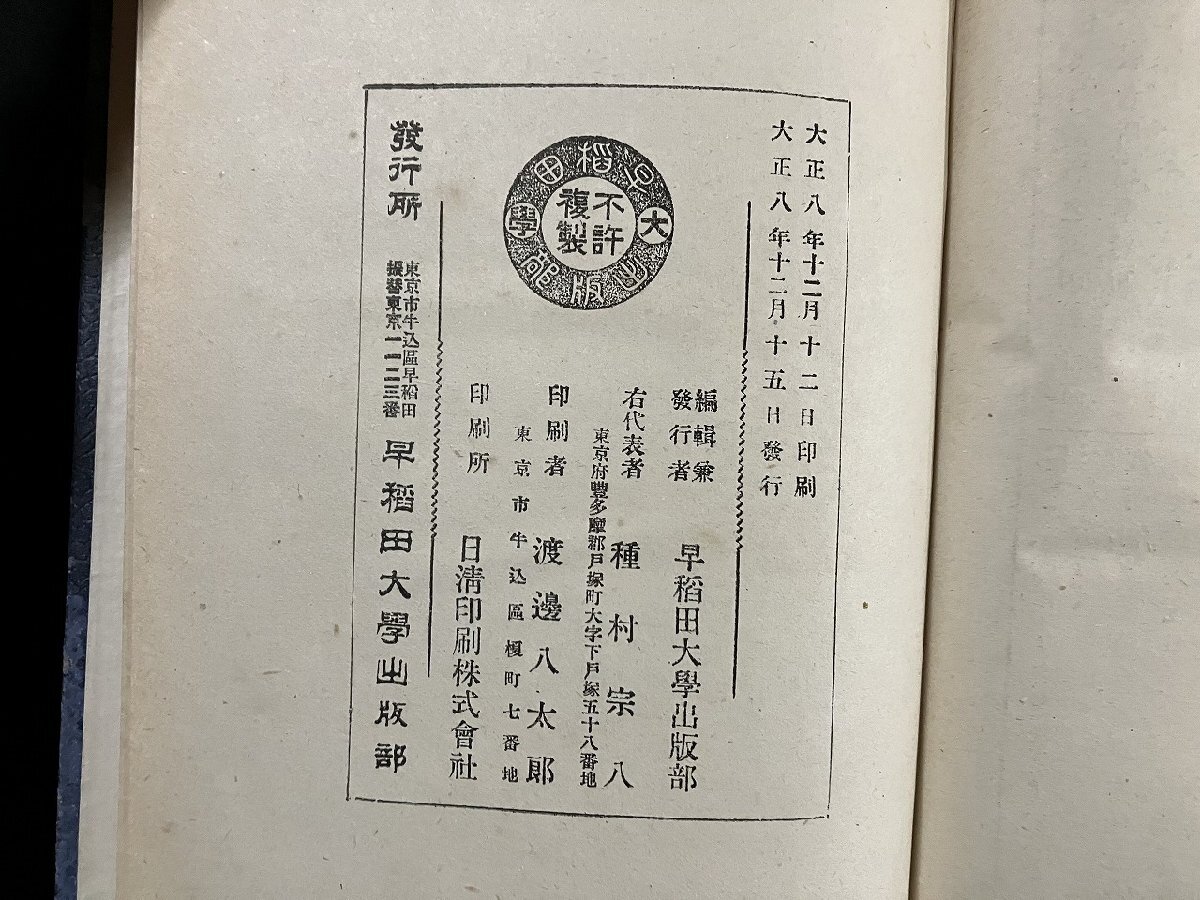 大正八年十二月十二日印刷
大正八年十二月十五日發行
早稻田大學出版部
不許
複製
編輯兼
發行者
早稻田大學出版部
右代表者 種村宗八
東京府豐多摩郡戸塚町大字下戸塚五十八番地
印刷者 渡邊八太郎
東京市牛込區榎町七番地
印刷所 日淸印刷株式會社
發行所
東京市牛込區早稻田
振替東京一一二三番
早稻田大學出版部